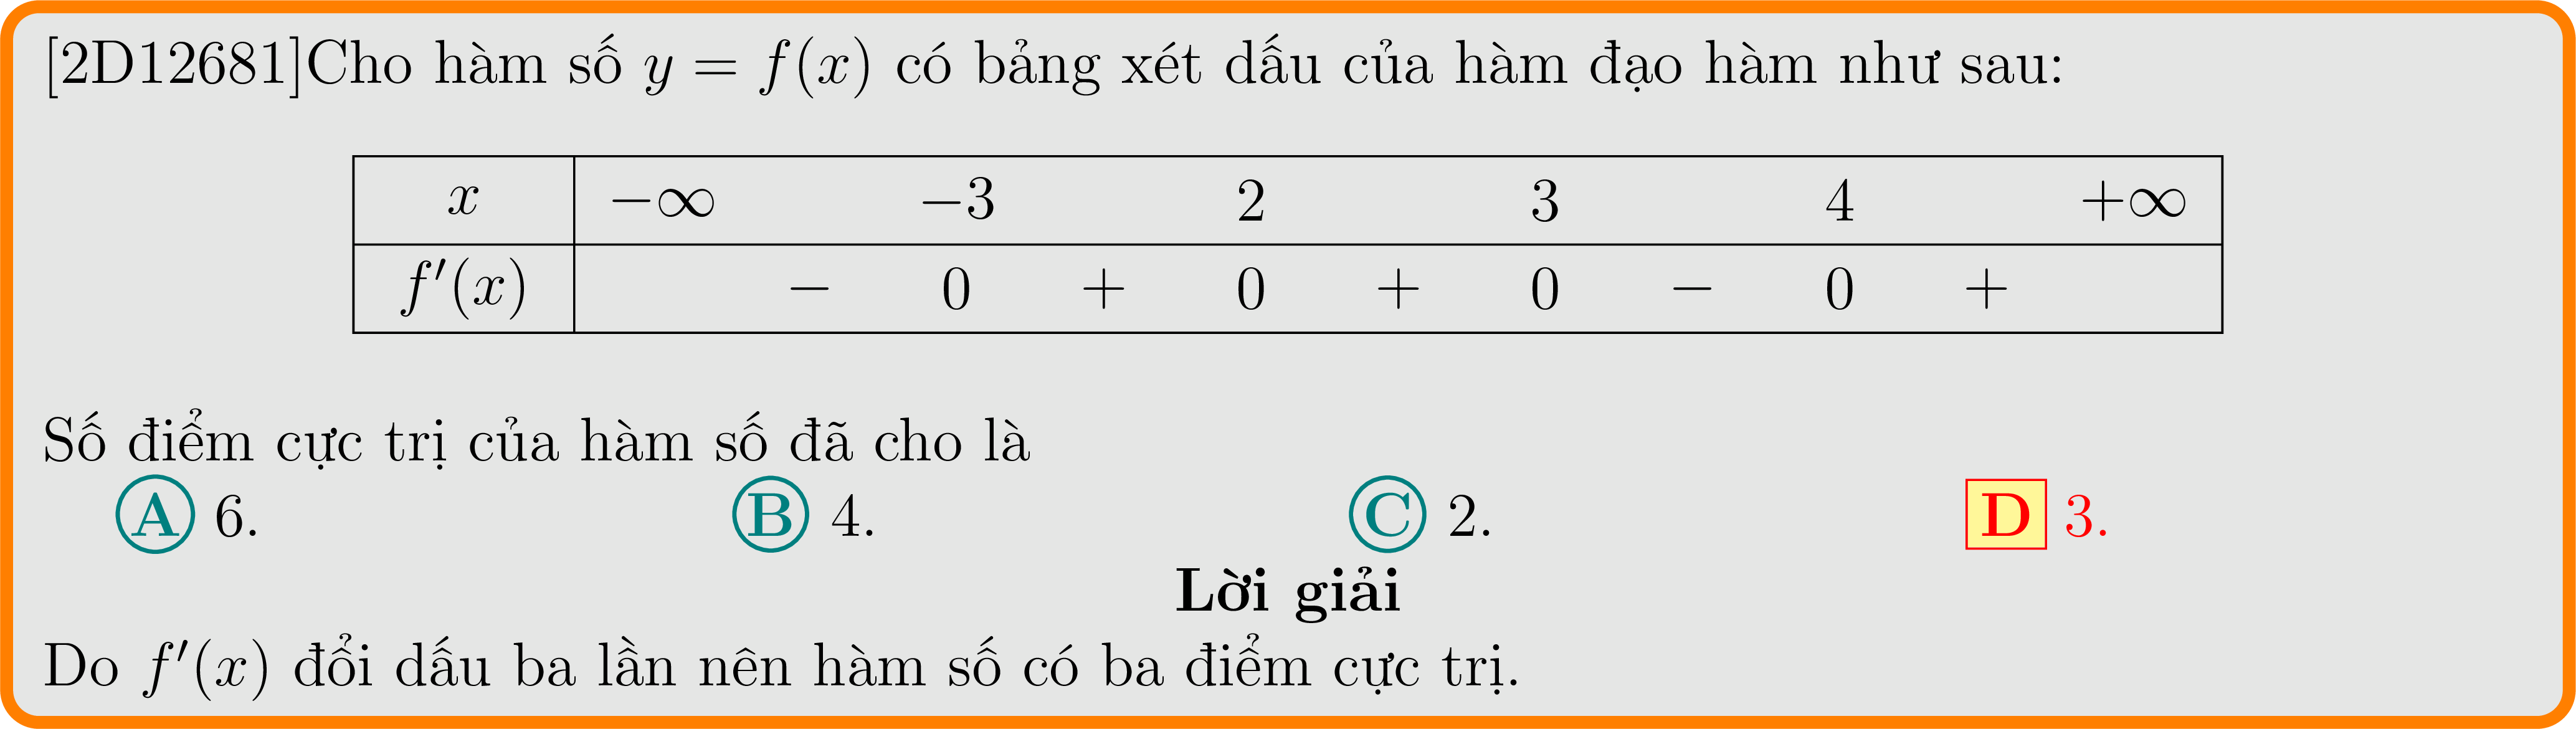 [2D12681]Cho hàm số y = f(x) có bảng xét dấu của hàm đạo hàm như sau:
x −∞ −3 2 3 4 +∞
f′(x) − 0 + 0 + 0 − 0 +
Số điểm cực trị của hàm số đã cho là
A 6. B 4. C 2. D 3.
Lời giải
Do f′(x) đổi dấu ba lần nên hàm số có ba điểm cực trị.